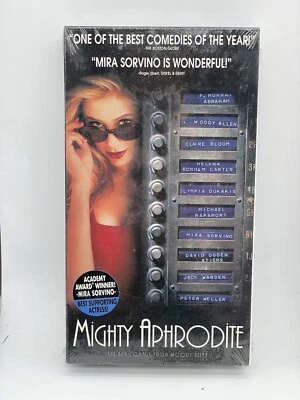 "ONE OF THE BEST COMEDIES OF THE YEAR!"
-THE BOSTON GLOBE
"MIRA SORVINO IS WONDERFUL!"
-Roger Ebert, SISKEL & EBERT
F. MURRAY
ABRAHAM
WOODY ALLEN
CLAIRE BLOOM
HELENA
BONHAM CARTER
OLYMPIA DUKAKIS
MICHAEL
RAPAPORT
MIRA SORVINO
DAVID OGDEN
STIERS
JACK WARDEN
PETER WELLER
ACADEMY
AWARD WINNER!
-MIRA SORVINO-
BEST SUPPORTING
ACTRESS!
MIGHTY APHRODITE